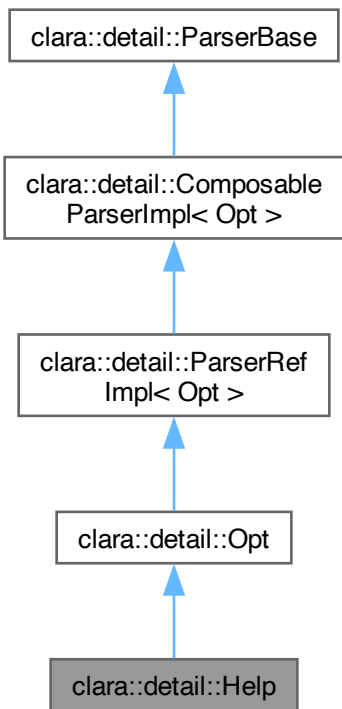 clara::detail::ParserBase
clara::detail::Composable
ParserImpl< Opt >
clara::detail::ParserRef
Impl< Opt >
clara::detail::Opt
clara::detail::Help